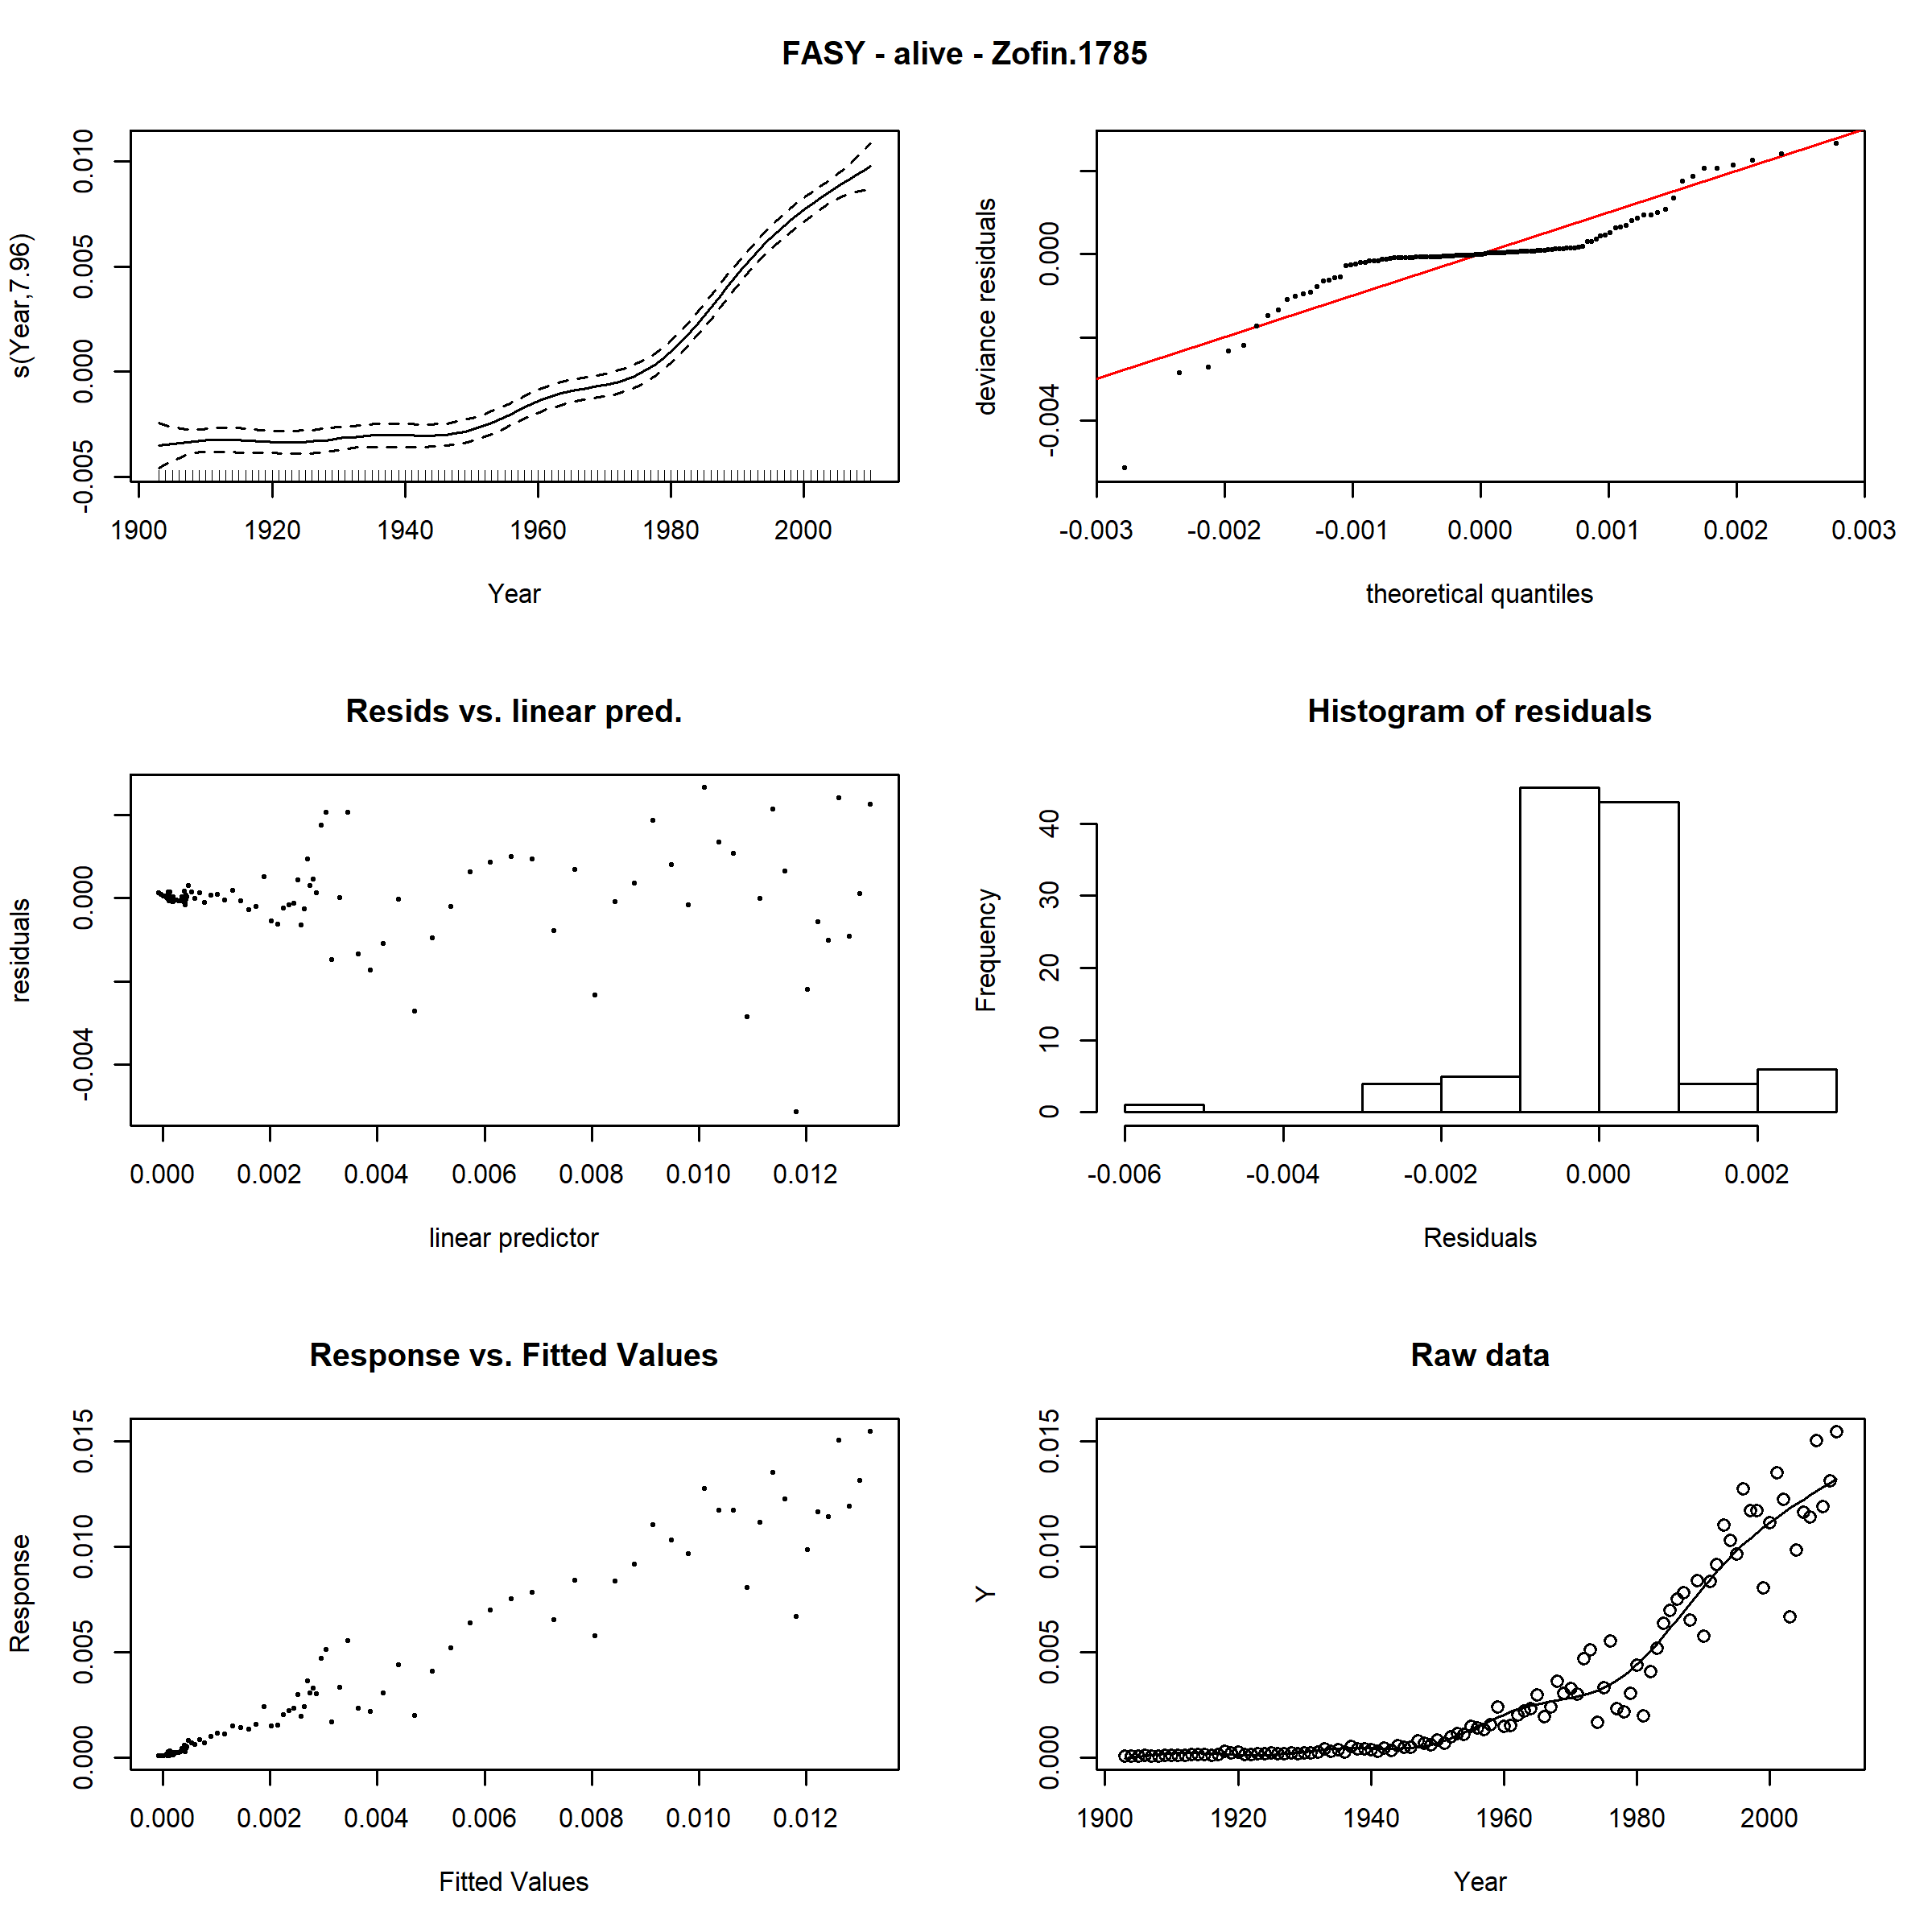 FASY - alive - Zofin.1785
s(Year,7.96)
-0.005 0.000 0.005 0.010
1900 1920 1940 1960 1980 2000
Year
deviance residuals
-0.004 0.000
-0.003 -0.002 -0.001 0.000 0.001 0.002 0.003
theoretical quantiles
Resids vs. linear pred.
residuals
-0.004 0.000
0.000 0.002 0.004 0.006 0.008 0.010 0.012
linear predictor
Histogram of residuals
Frequency
0 10 20 30 40
-0.006 -0.004 -0.002 0.000 0.002
Residuals
Response vs. Fitted Values
Response
0.000 0.005 0.010 0.015
0.000 0.002 0.004 0.006 0.008 0.010 0.012
Fitted Values
Raw data
Y
0.000 0.005 0.010 0.015
1900 1920 1940 1960 1980 2000
Year